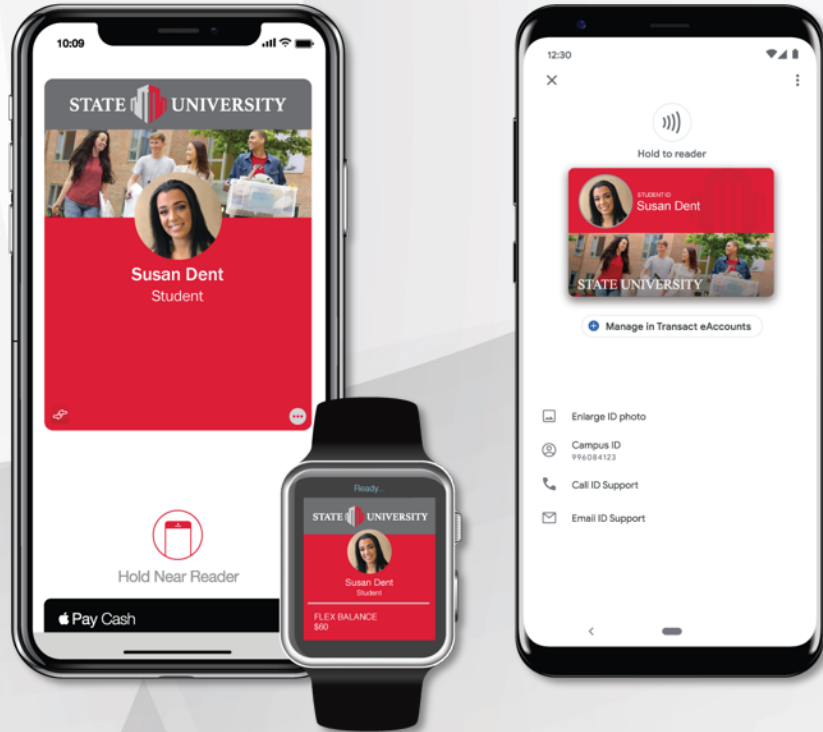 10:09
STATE UNIVERSITY
Susan Dent
Student
Hold Near Reader
Pay Cash
Ready...
STATE UNIVERSITY
Susan Dent
Student
FLEX BALANCE
$60
12:30
Hold to reader
STUDENT ID
Susan Dent
STATE UNIVERSITY
Manage in Transact eAccounts
Enlarge ID photo
Campus ID
996084123
Call ID Support
Email ID Support